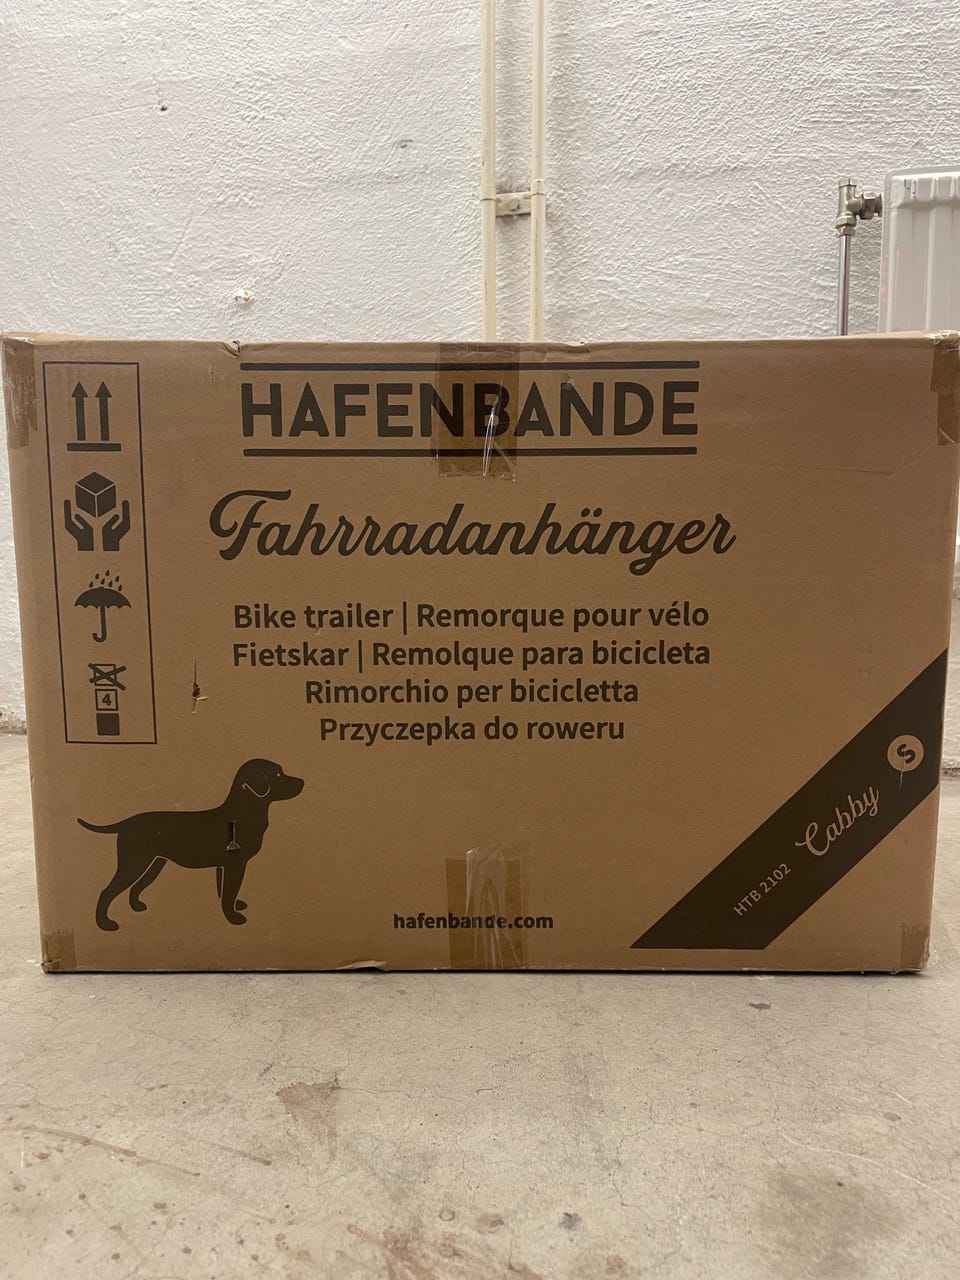 HAFENBANDE
Fahrradanhänger
Bike trailer | Remorque pour vélo
Fietskar | Remolque para bicicleta
Rimorchio per bicicletta
Przyczepka do roweru
4
S
Cabby
HTB 2102
hafenbande.com